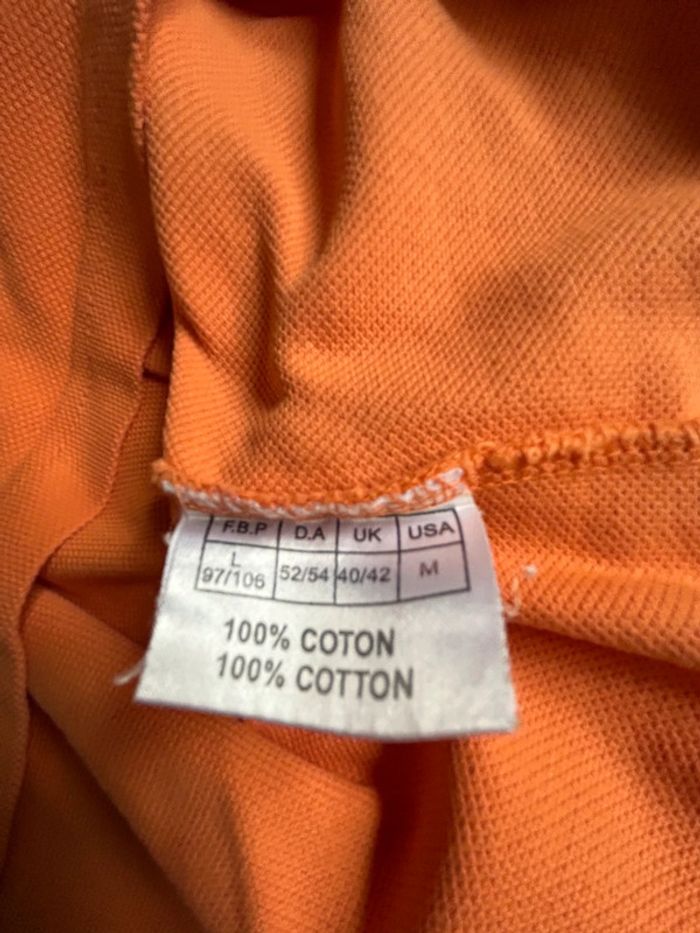 F.B.P D.A UK USA
L
97/106 52/54 40/42 M
100% COTON
100% COTTON